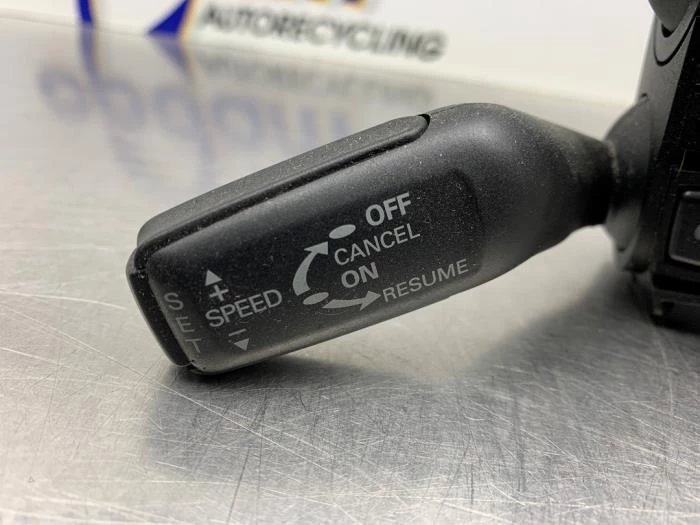 AUTORECYCLING
OFF
CANCEL
ON
RESUME
+
SPEED
−
SET